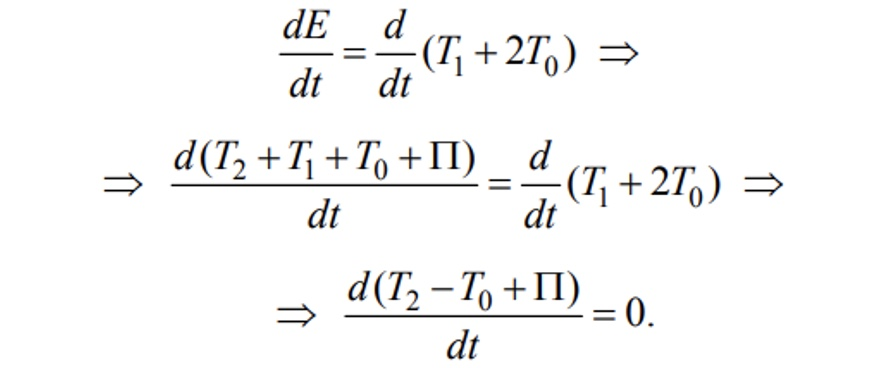 dE/dt = d/dt (T₁ + 2T₀) ⇒
⇒ d(T₂ + T₁ + T₀ + Π)/dt = d/dt (T₁ + 2T₀) ⇒
⇒ d(T₂ − T₀ + Π)/dt = 0.